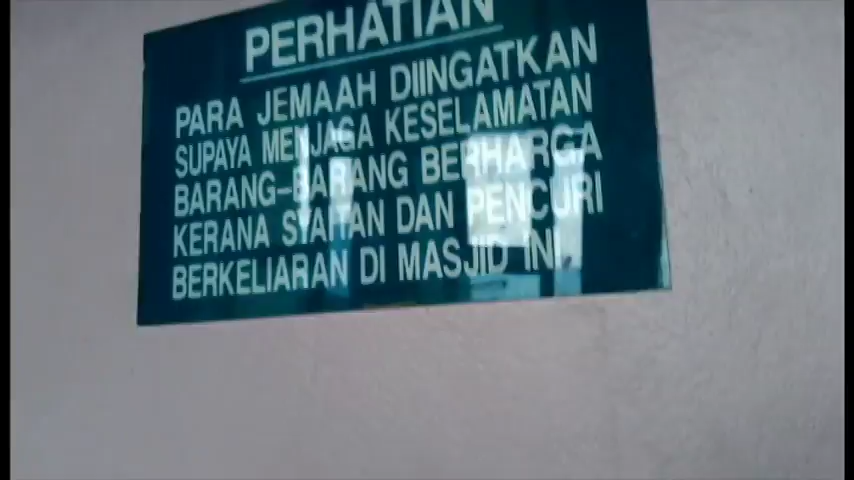 PERHATIAN
PARA JEMAAH DIINGATKAN
SUPAYA MENJAGA KESELAMATAN
BARANG-BARANG BERHARGA
KERANA SYAITAN DAN PENCURI
BERKELIARAN DI MASJID INI